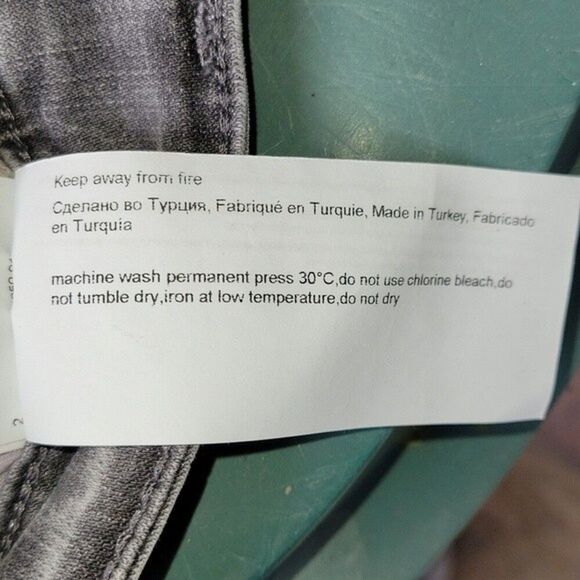 Keep away from fire
Сделано во Турция, Fabriqué en Turquie, Made in Turkey, Fabricado
en Turquía
machine wash permanent press 30°C,do not use chlorine bleach,do
not tumble dry,iron at low temperature,do not dry